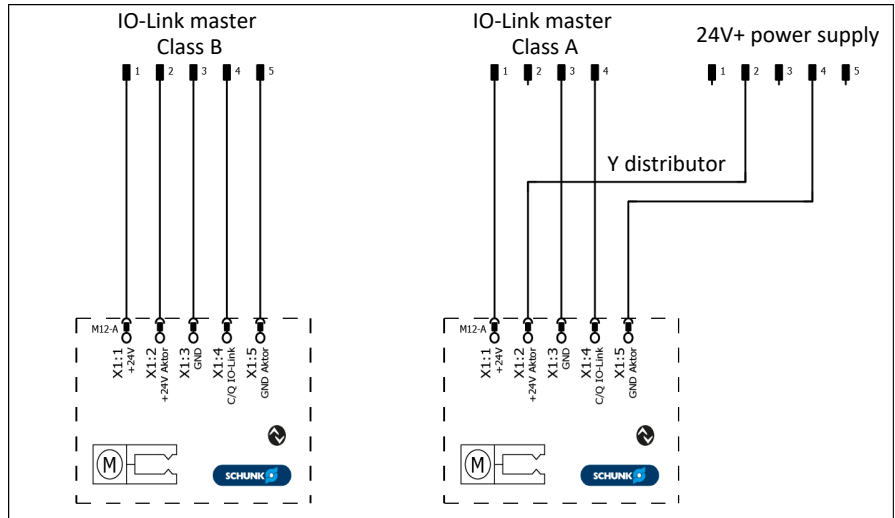 IO-Link master
Class B
1 2 3 4 5
M12-A
X1:1
+24V
X1:2
+24V Aktor
X1:3
GND
X1:4
C/Q IO-Link
X1:5
GND Aktor
M
SCHUNK
IO-Link master
Class A
1 2 3 4
24V+ power supply
1 2 3 4 5
Y distributor
M12-A
X1:1
+24V
X1:2
+24V Aktor
X1:3
GND
X1:4
C/Q IO-Link
X1:5
GND Aktor
M
SCHUNK